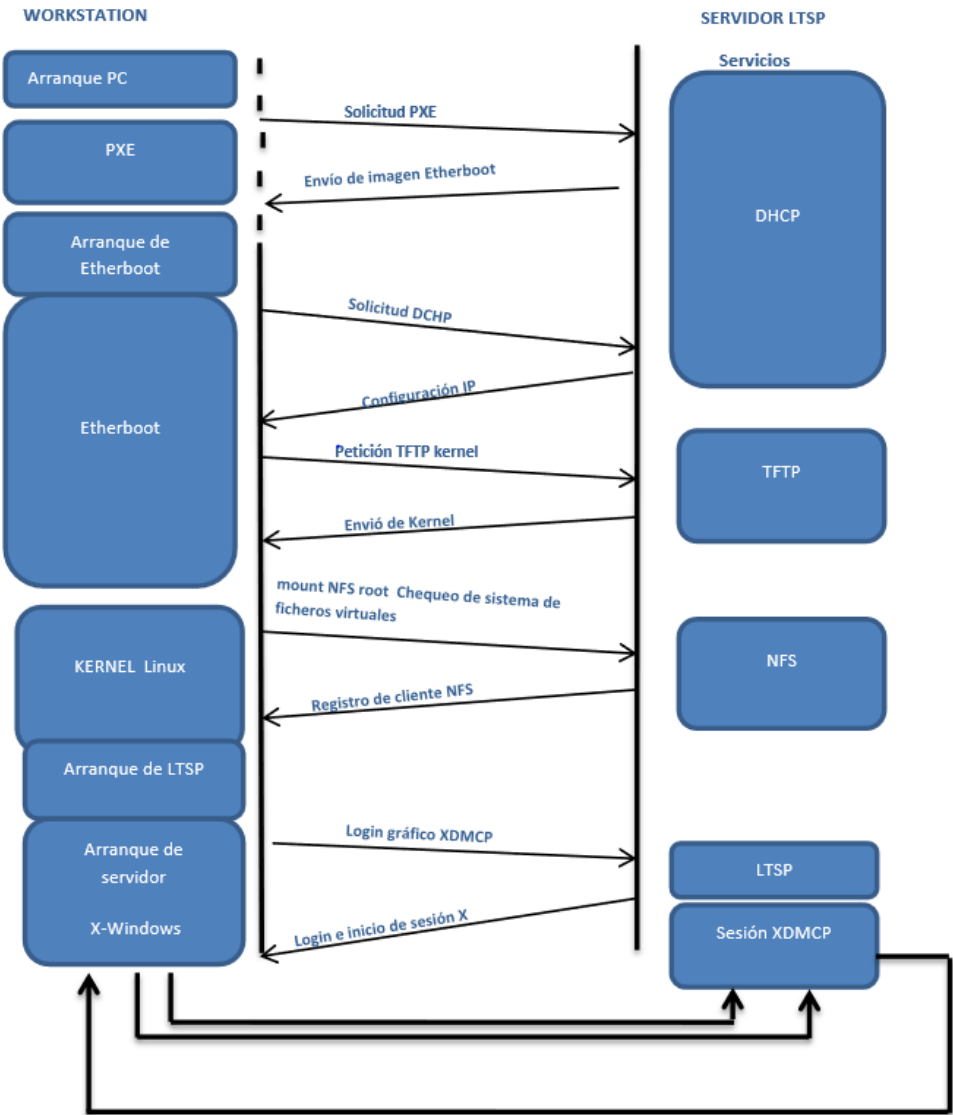 WORKSTATION
SERVIDOR LTSP
Servicios
Arranque PC
Solicitud PXE
PXE
Envío de imagen Etherboot
DHCP
Arranque de
Etherboot
Solicitud DCHP
Configuración IP
Etherboot
Petición TFTP kernel
TFTP
Envió de Kernel
mount NFS root Chequeo de sistema de
ficheros virtuales
KERNEL Linux
NFS
Registro de cliente NFS
Arranque de LTSP
Login gráfico XDMCP
Arranque de
servidor
X-Windows
LTSP
Login e inicio de sesión X
Sesión XDMCP